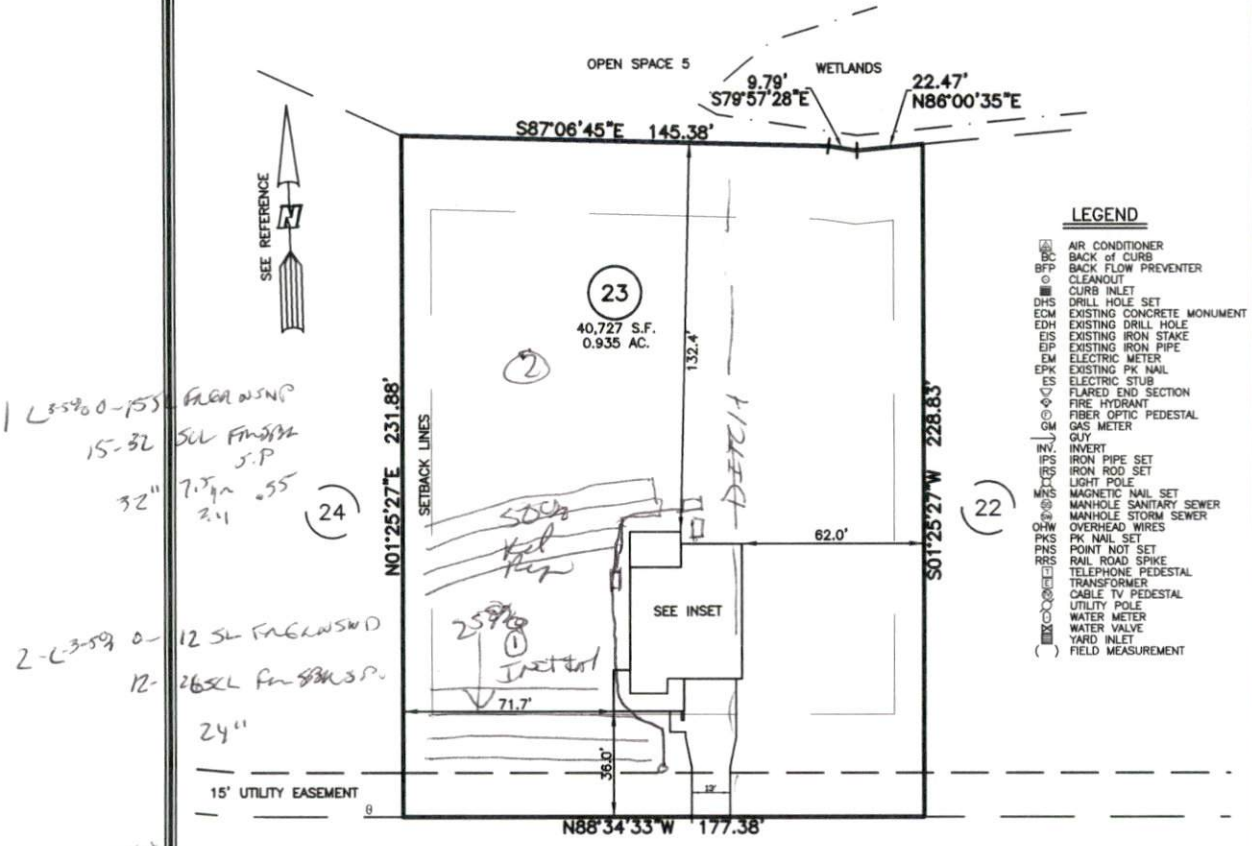 OPEN SPACE 5
WETLANDS
9.79'
S79°57'28"E
22.47'
N86°00'35"E
S87°06'45"E 145.38'
SEE REFERENCE
N
23
40,727 S.F.
0.935 AC.
2
132.4'
DITCH
N01°25'27"E 231.88'
SETBACK LINES
S01°25'27"W 228.83'
24
22
62.0'
SEE INSET
15-32 SCL
S.P
32"
.55
50%
25%
1
Initial
12-
24"
71.7'
36.0'
13'
15' UTILITY EASEMENT
N88°34'33"W 177.38'
LEGEND
AIR CONDITIONER
BC BACK of CURB
BFP BACK FLOW PREVENTER
CLEANOUT
CURB INLET
DHS DRILL HOLE SET
ECM EXISTING CONCRETE MONUMENT
EDH EXISTING DRILL HOLE
EIS EXISTING IRON STAKE
EIP EXISTING IRON PIPE
EM ELECTRIC METER
EPK EXISTING PK NAIL
ES ELECTRIC STUB
FLARED END SECTION
FIRE HYDRANT
FIBER OPTIC PEDESTAL
GM GAS METER
GUY
INV. INVERT
IPS IRON PIPE SET
IRS IRON ROD SET
LIGHT POLE
MNS MAGNETIC NAIL SET
MANHOLE SANITARY SEWER
MANHOLE STORM SEWER
OHW OVERHEAD WIRES
PKS PK NAIL SET
PNS POINT NOT SET
RRS RAIL ROAD SPIKE
T TELEPHONE PEDESTAL
E TRANSFORMER
CABLE TV PEDESTAL
UTILITY POLE
WATER METER
WATER VALVE
YARD INLET
( ) FIELD MEASUREMENT